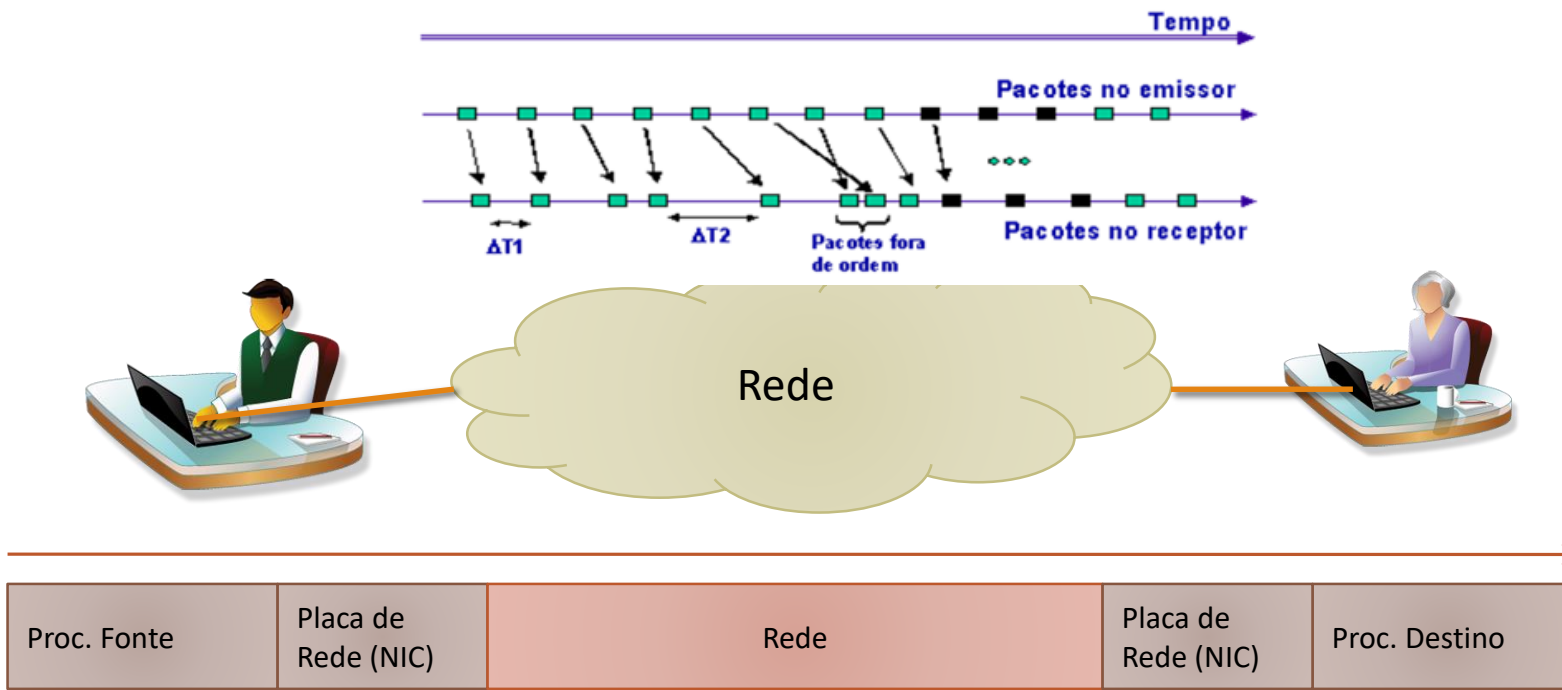 Tempo
Pacotes no emissor
ΔT1
ΔT2
Pacotes fora
de ordem
Pacotes no receptor
Rede
Proc. Fonte
Placa de
Rede (NIC)
Rede
Placa de
Rede (NIC)
Proc. Destino